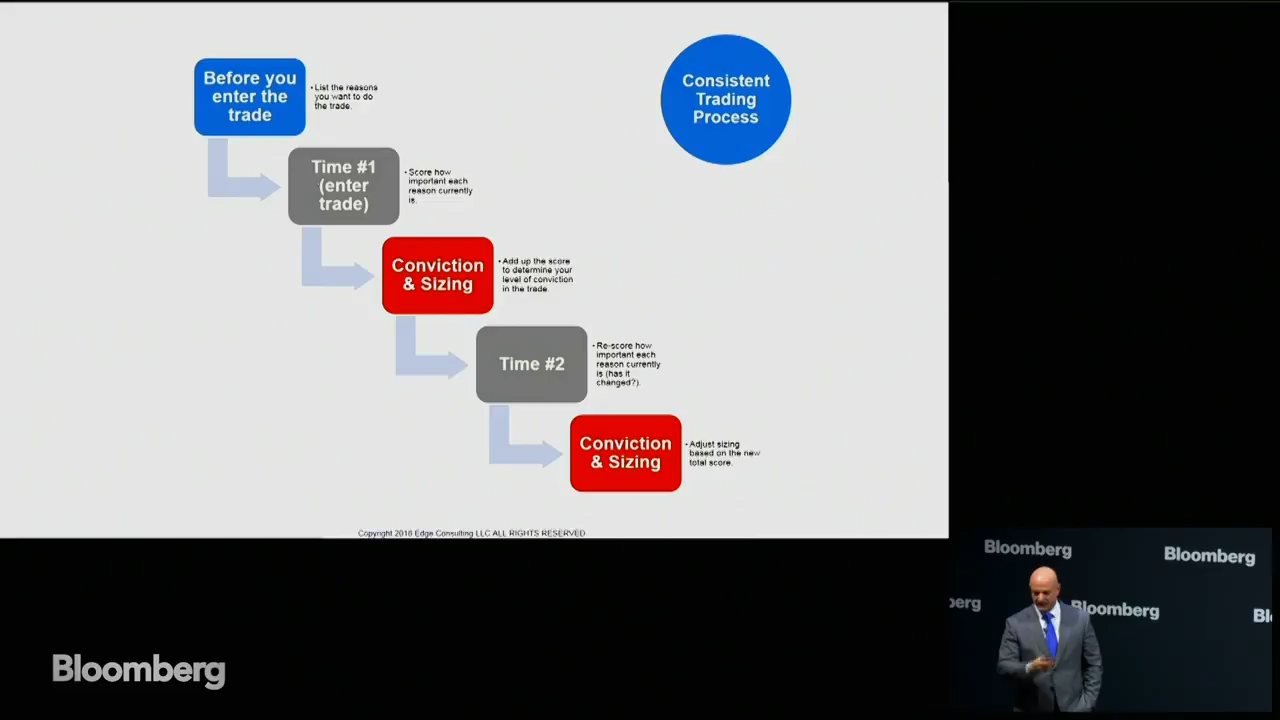 Before you
enter the
trade
• List the reasons
you want to do
the trade.
Consistent
Trading
Process
Time #1
(enter
trade)
• Score how
important each
reason currently
is.
Conviction
& Sizing
• Add up the score
to determine your
level of conviction
in the trade.
Time #2
• Re-score how
important each
reason currently
is (has it
changed?).
Conviction
& Sizing
• Adjust sizing
based on the new
total score.
Copyright 2016 Edge Consulting LLC ALL RIGHTS RESERVED
Bloomberg
Bloomberg
berg
Bloomberg
Bl
Bloomberg